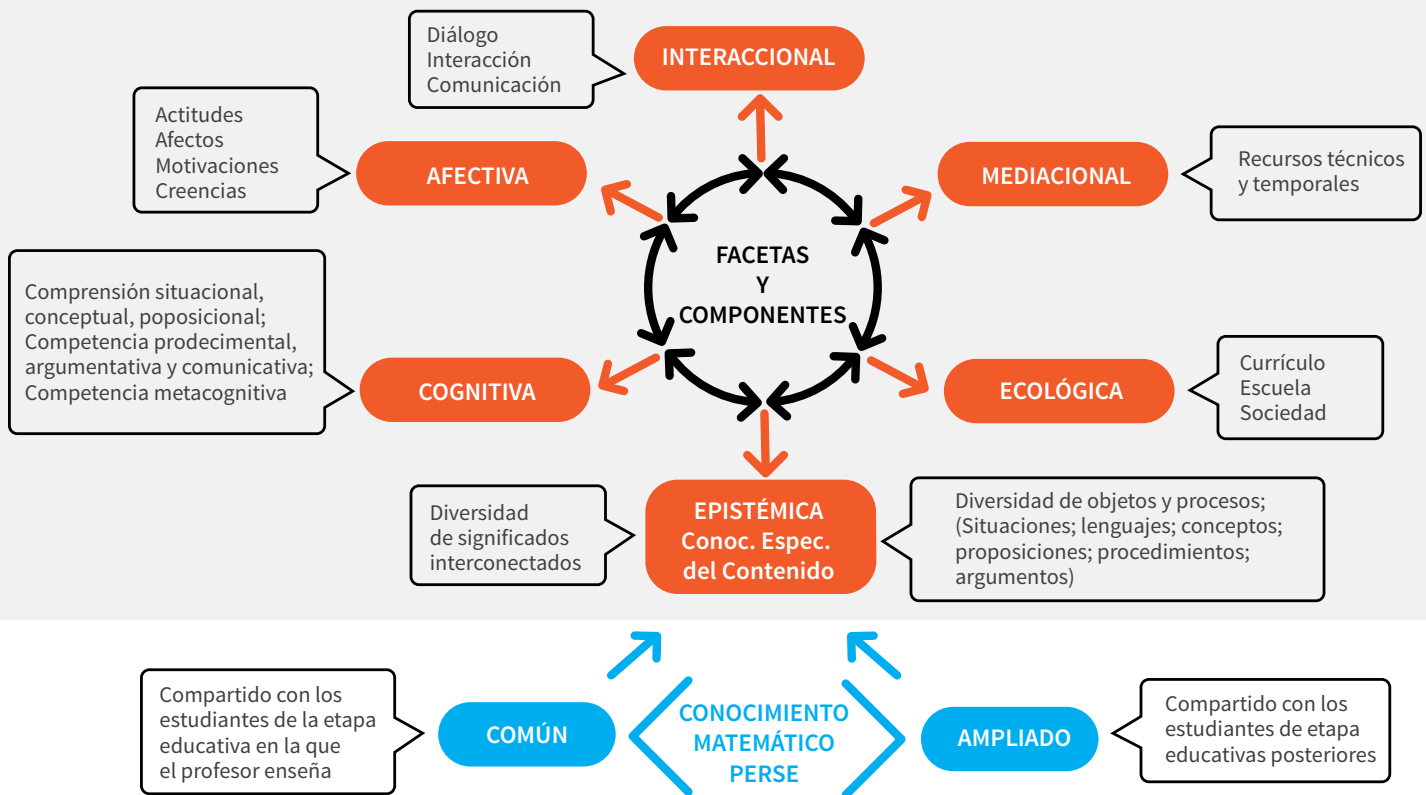 Diálogo
Interacción
Comunicación
INTERACCIONAL
Actitudes
Afectos
Motivaciones
Creencias
AFECTIVA
MEDIACIONAL
Recursos técnicos
y temporales
FACETAS
Y
COMPONENTES
Comprensión situacional,
conceptual, poposicional;
Competencia prodecimental,
argumentativa y comunicativa;
Competencia metacognitiva
COGNITIVA
ECOLÓGICA
Currículo
Escuela
Sociedad
Diversidad
de significados
interconectados
EPISTÉMICA
Conoc. Espec.
del Contenido
Diversidad de objetos y procesos;
(Situaciones; lenguajes; conceptos;
proposiciones; procedimientos;
argumentos)
Compartido con los
estudiantes de la etapa
educativa en la que
el profesor enseña
COMÚN
CONOCIMIENTO
MATEMÁTICO
PERSE
AMPLIADO
Compartido con los
estudiantes de etapa
educativas posteriores